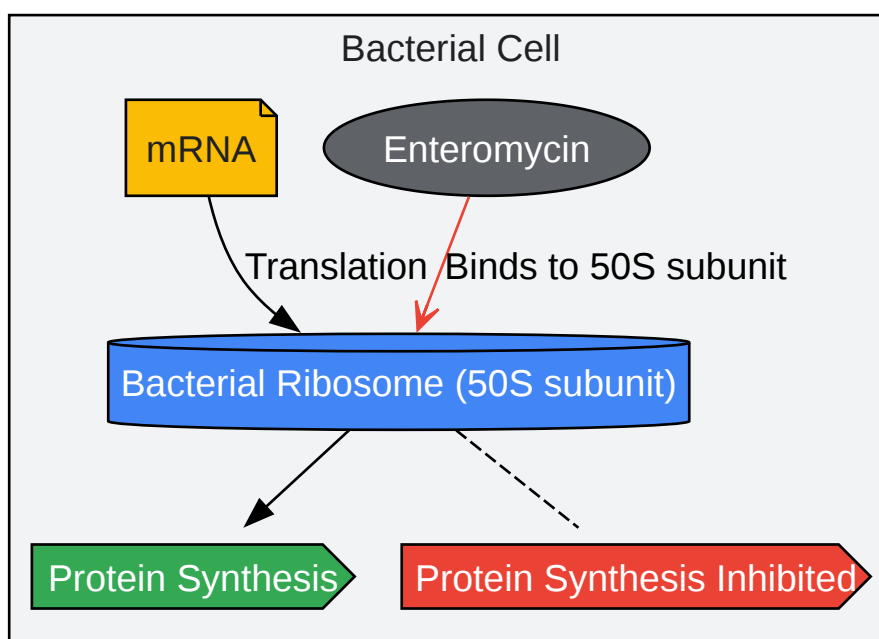 Bacterial Cell
mRNA
Enteromycin
Translation
Binds to 50S subunit
Bacterial Ribosome (50S subunit)
Protein Synthesis
Protein Synthesis Inhibited